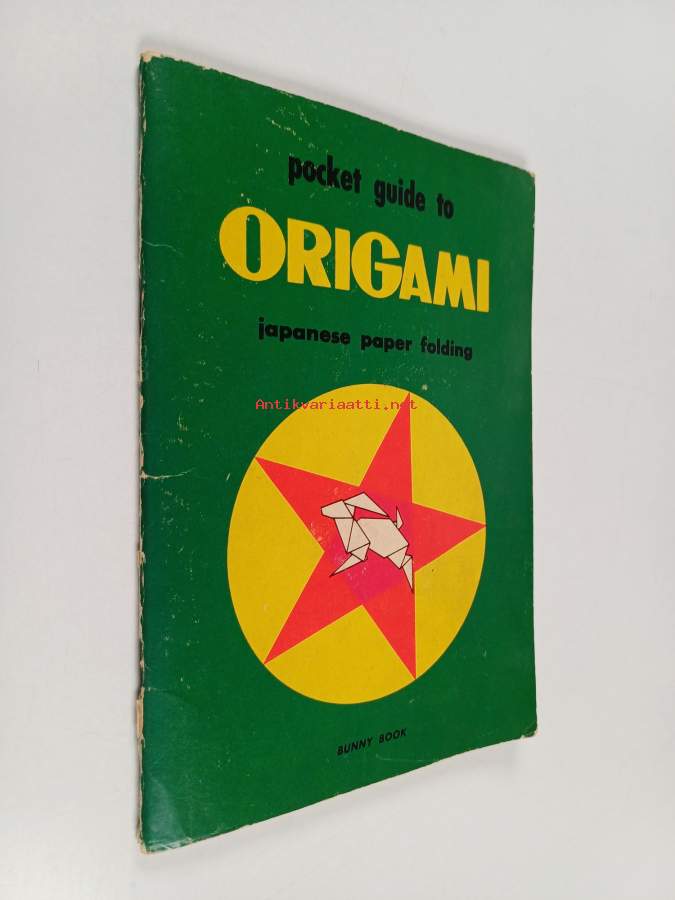 pocket guide to
ORIGAMI
japanese paper folding
Antikvariaatti.net
BUNNY BOOK